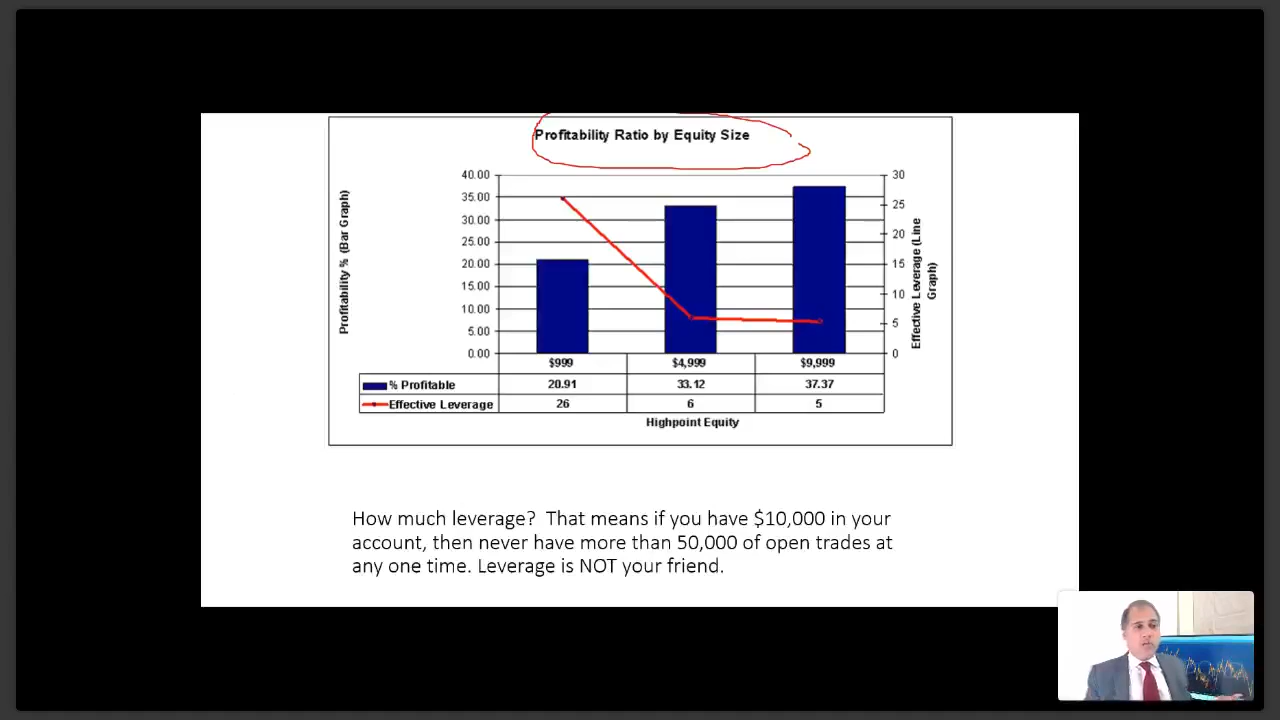 Profitability Ratio by Equity Size
Profitability % (Bar Graph)
40.00
35.00
30.00
25.00
20.00
15.00
10.00
5.00
0.00
30
25
20
15
10
5
0
Effective Leverage (Line
Graph)
$999 $4,999 $9,999
% Profitable 20.91 33.12 37.37
Effective Leverage 26 6 5
Highpoint Equity
How much leverage? That means if you have $10,000 in your
account, then never have more than 50,000 of open trades at
any one time. Leverage is NOT your friend.